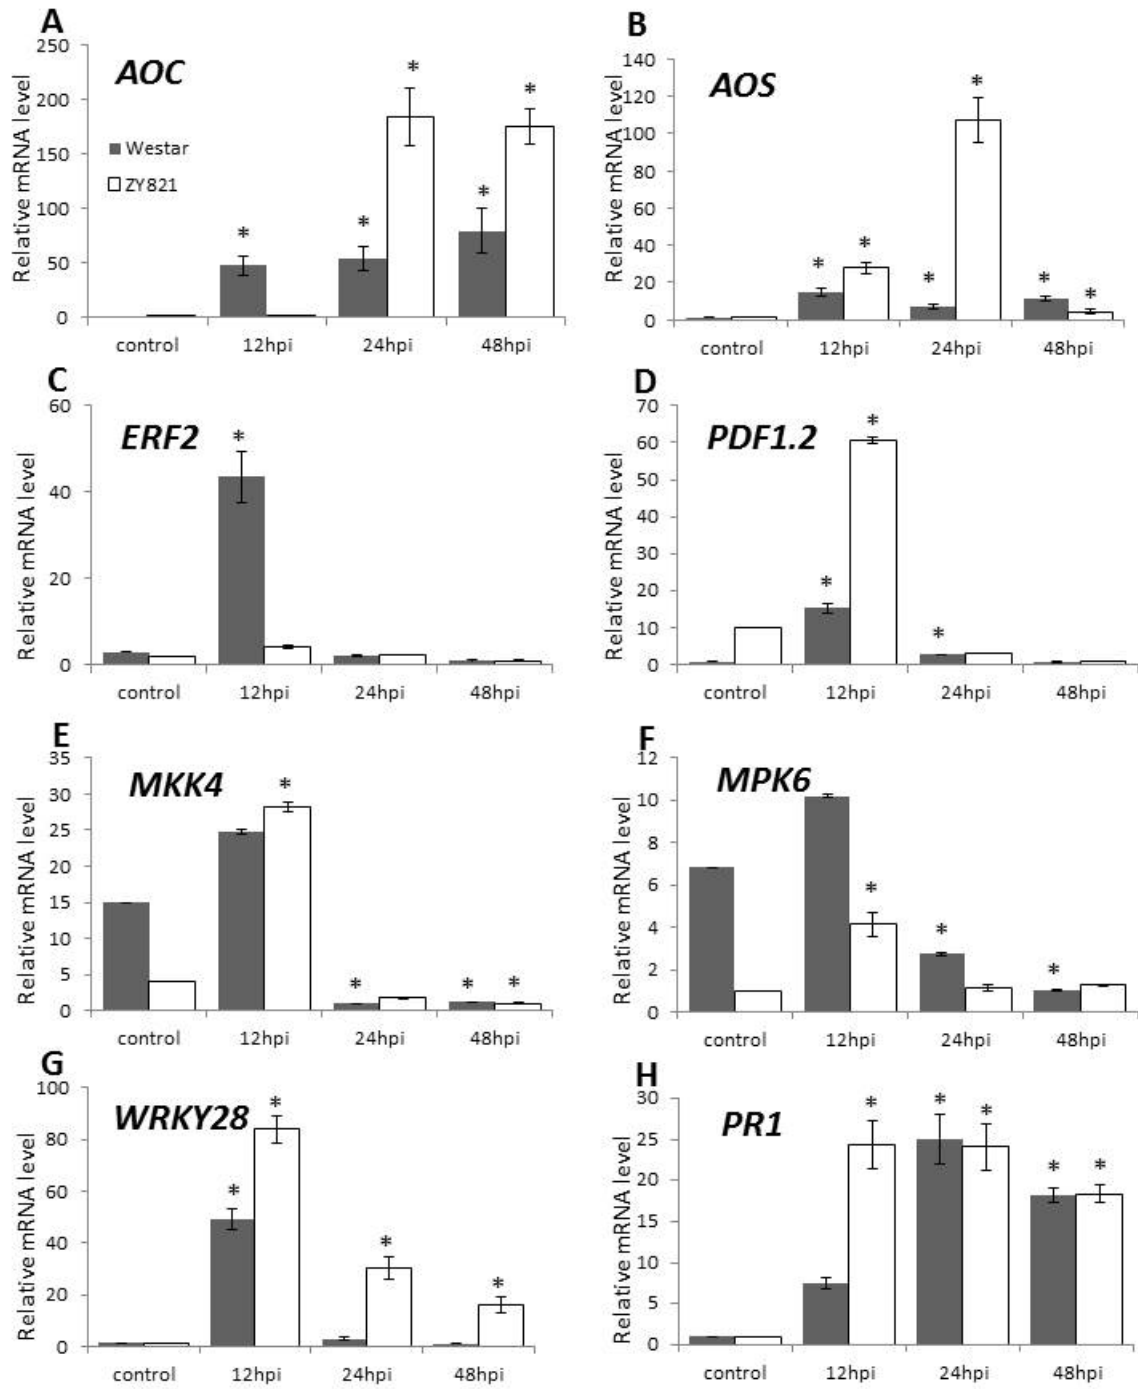 A
AOC
Relative mRNA level
250
200
150
100
50
0
Westar
ZY821
* * * * *
control 12hpi 24hpi 48hpi
B
AOS
Relative mRNA level
140
120
100
80
60
40
20
0
* * * * * *
control 12hpi 24hpi 48hpi
C
ERF2
Relative mRNA level
60
40
20
0
*
control 12hpi 24hpi 48hpi
D
PDF1.2
Relative mRNA level
70
60
50
40
30
20
10
0
* * *
control 12hpi 24hpi 48hpi
E
MKK4
Relative mRNA level
35
30
25
20
15
10
5
0
* * * *
control 12hpi 24hpi 48hpi
F
MPK6
Relative mRNA level
12
10
8
6
4
2
0
* * *
control 12hpi 24hpi 48hpi
G
WRKY28
Relative mRNA level
100
80
60
40
20
0
* * * *
control 12hpi 24hpi 48hpi
H
PR1
Relative mRNA level
30
25
20
15
10
5
0
* * * * *
control 12hpi 24hpi 48hpi